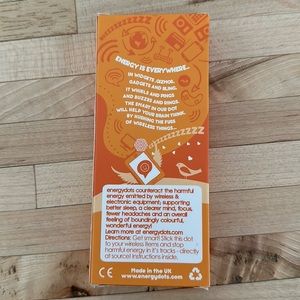 ENERGY IS EVERYWHERE...
IN WIDGETS GIZMOS,
GADGETS AND BLING.
IT WHIRLS AND PINGS
AND BUZZES AND RINGS.
THE SMART IN OUR DOT
WILL HELP YOUR BRAIN THINK,
BY HUSHING THE FUSS
OF WIRELESS THINGS...
energydots counteract the harmful
energy emitted by wireless &
electronic equipment, supporting
better sleep, a clearer mind, focus,
fewer headaches and an overall
feeling of boundingly colourful,
wonderful energy!
Learn more at energydots.com
Directions: Get smart! Stick this dot
to your wireless items and stop
harmful energy in it's tracks - directly
at source! Instructions inside.
CE
Made in the UK
www.energydots.com